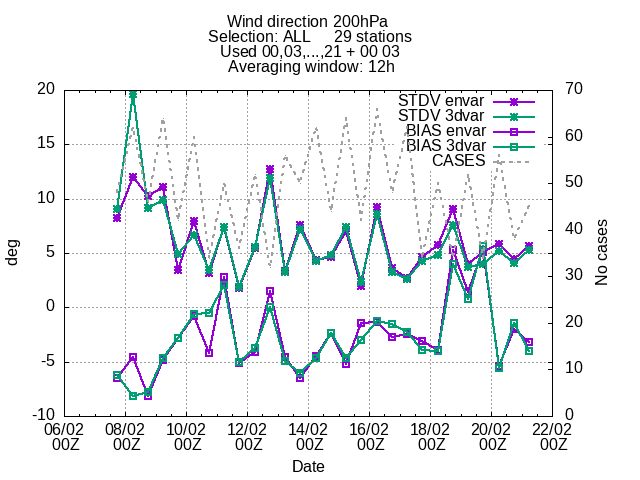 Wind direction 200hPa
Selection: ALL 29 stations
Used 00,03,...,21 + 00 03
Averaging window: 12h
STDV envar
STDV 3dvar
BIAS envar
BIAS 3dvar
CASES
20
15
10
5
0
-5
-10
deg
70
60
50
40
30
20
10
0
No cases
06/02 08/02 10/02 12/02 14/02 16/02 18/02 20/02 22/02
00Z 00Z 00Z 00Z 00Z 00Z 00Z 00Z 00Z
Date